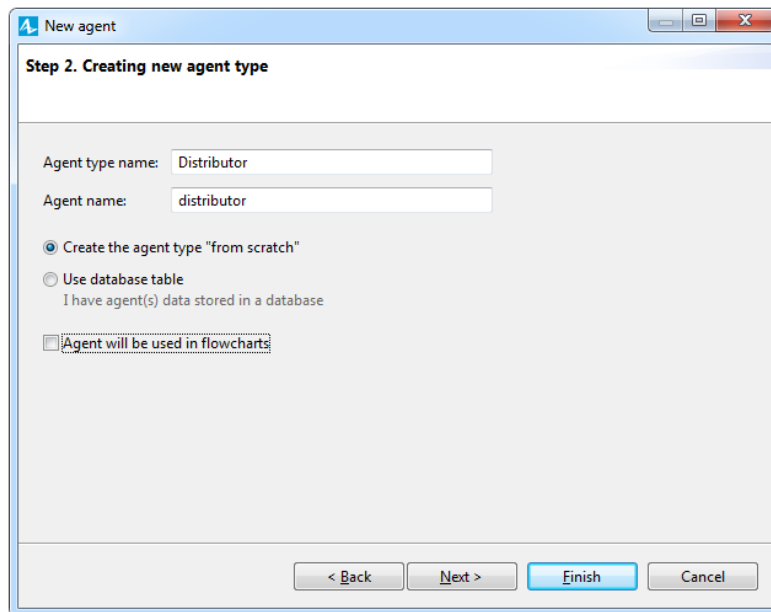 New agent
Step 2. Creating new agent type
Agent type name: Distributor
Agent name: distributor
Create the agent type "from scratch"
Use database table
I have agent(s) data stored in a database
Agent will be used in flowcharts
< Back Next > Finish Cancel